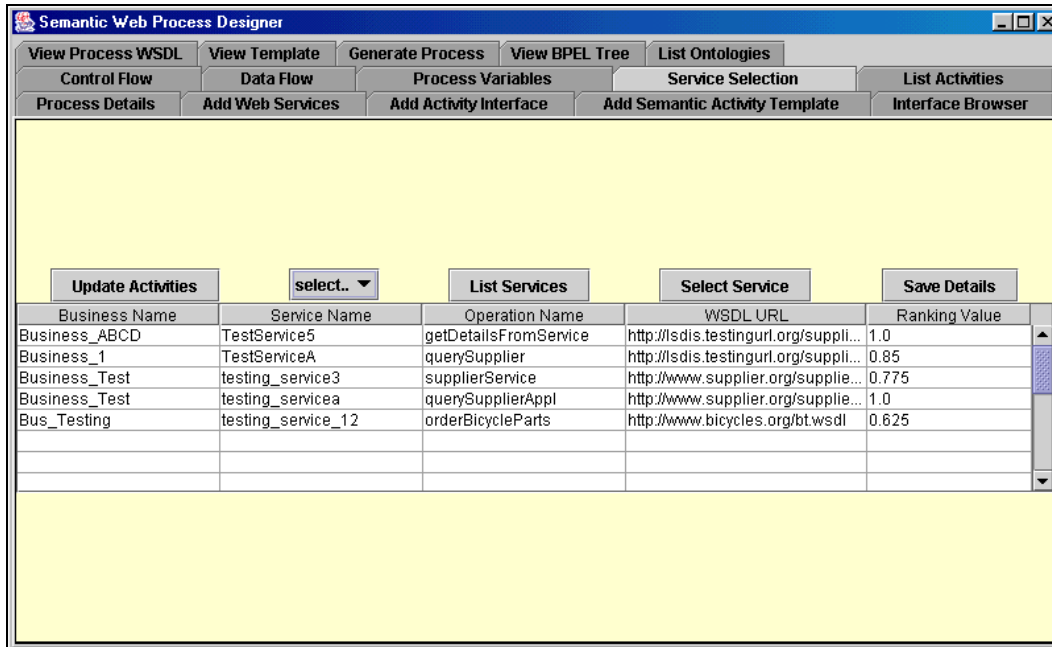 Semantic Web Process Designer
View Process WSDL View Template Generate Process View BPEL Tree List Ontologies
Control Flow Data Flow Process Variables Service Selection List Activities
Process Details Add Web Services Add Activity Interface Add Semantic Activity Template Interface Browser
Update Activities select.. List Services Select Service Save Details
Business Name Service Name Operation Name WSDL URL Ranking Value
Business_ABCD TestService5 getDetailsFromService http://lsdis.testingurl.org/suppli... 1.0
Business_1 TestServiceA querySupplier http://lsdis.testingurl.org/suppli... 0.85
Business_Test testing_service3 supplierService http://www.supplier.org/supplie... 0.775
Business_Test testing_servicea querySupplierAppl http://www.supplier.org/supplie... 1.0
Bus_Testing testing_service_12 orderBicycleParts http://www.bicycles.org/bt.wsdl 0.625